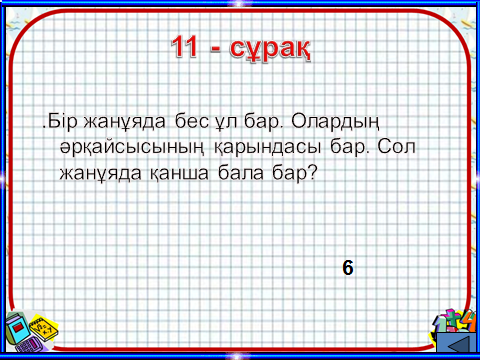 11 - сұрақ
.Бір жанұяда бес ұл бар. Олардың
әрқайсысының қарындасы бар. Сол
жанұяда қанша бала бар?
6